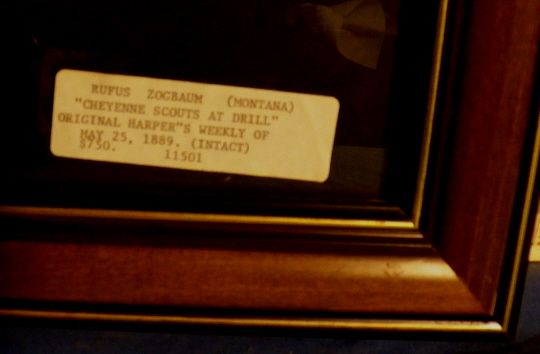 RUFUS ZOGBAUM (MONTANA)
"CHEYENNE SCOUTS AT DRILL"
ORIGINAL HARPER"S WEEKLY OF
MAY 25, 1889. (INTACT)
$750. 11501